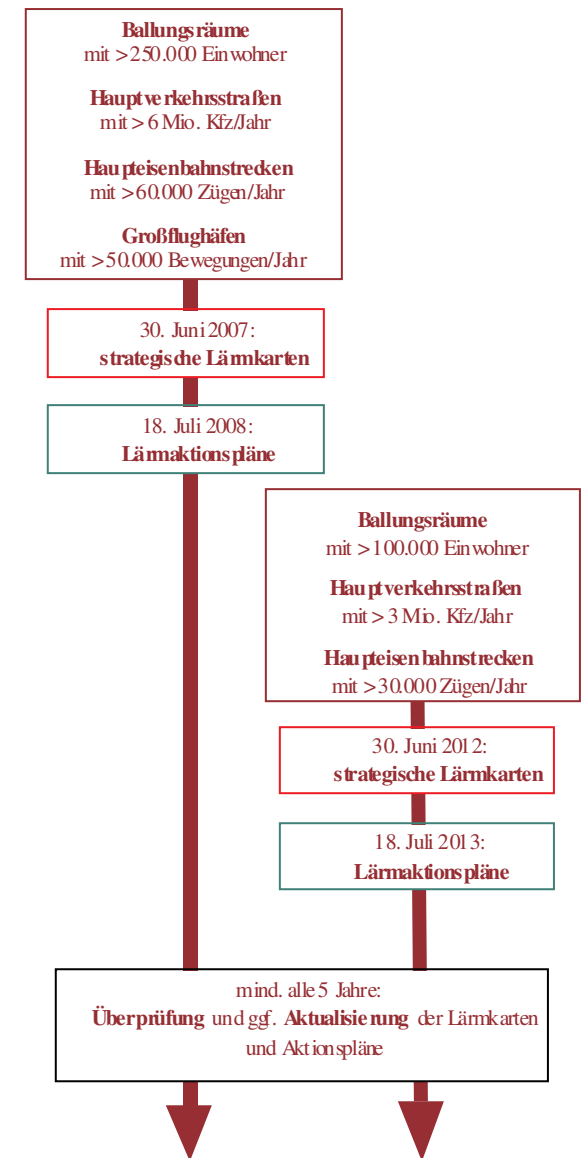 Ballungsräume
mit >250.000 Einwohner
Hauptverkehrsstraßen
mit > 6 Mio. Kfz/Jahr
Haupteisenbahnstrecken
mit >60.000 Zügen/Jahr
Großflughäfen
mit >50.000 Bewegungen/Jahr
30. Juni 2007:
strategische Lärmkarten
18. Juli 2008:
Lärmaktionspläne
Ballungsräume
mit >100.000 Einwohner
Hauptverkehrsstraßen
mit > 3 Mio. Kfz/Jahr
Haupteisenbahnstrecken
mit >30.000 Zügen/Jahr
30. Juni 2012:
strategische Lärmkarten
18. Juli 2013:
Lärmaktionspläne
mind. alle 5 Jahre:
Überprüfung und ggf. Aktualisierung der Lärmkarten
und Aktionspläne